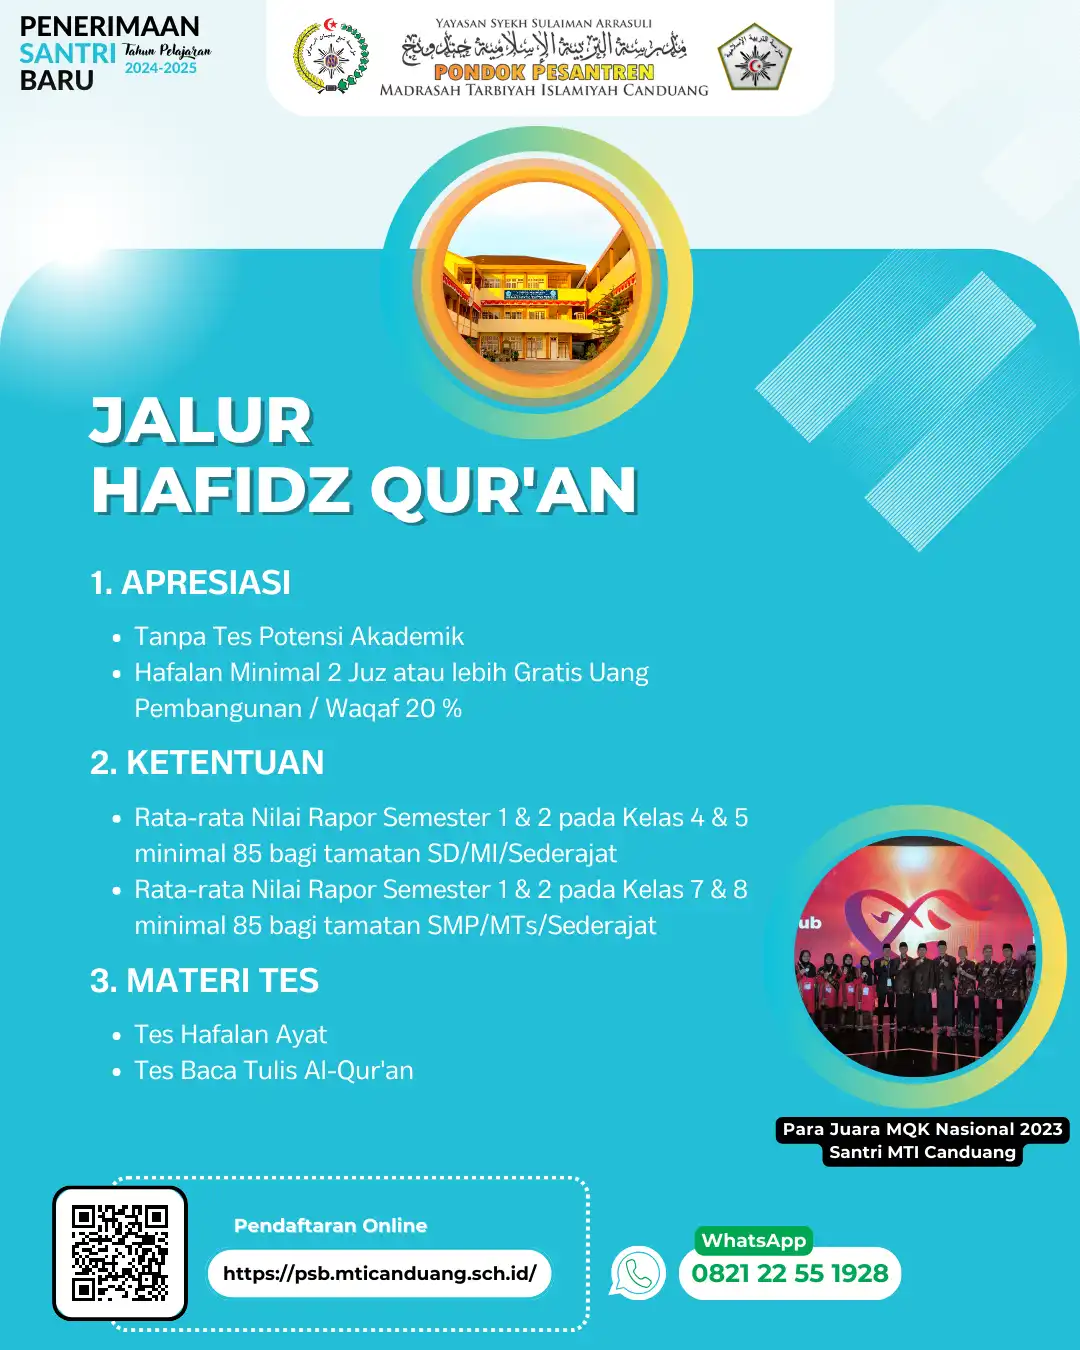 PENERIMAAN
SANTRI Tahun Pelajaran
2024-2025
BARU
YAYASAN SYEKH SULAIMAN ARRASULI
مدرسة التربية الإسلامية جندونج
PONDOK PESANTREN
MADRASAH TARBIYAH ISLAMIYAH CANDUANG
JALUR
HAFIDZ QUR'AN
1. APRESIASI
• Tanpa Tes Potensi Akademik
• Hafalan Minimal 2 Juz atau lebih Gratis Uang
Pembangunan / Waqaf 20 %
2. KETENTUAN
• Rata-rata Nilai Rapor Semester 1 & 2 pada Kelas 4 & 5
minimal 85 bagi tamatan SD/MI/Sederajat
• Rata-rata Nilai Rapor Semester 1 & 2 pada Kelas 7 & 8
minimal 85 bagi tamatan SMP/MTs/Sederajat
3. MATERI TES
• Tes Hafalan Ayat
• Tes Baca Tulis Al-Qur'an
ub
Para Juara MQK Nasional 2023
Santri MTI Canduang
Pendaftaran Online
https://psb.mticanduang.sch.id/
WhatsApp
0821 22 55 1928